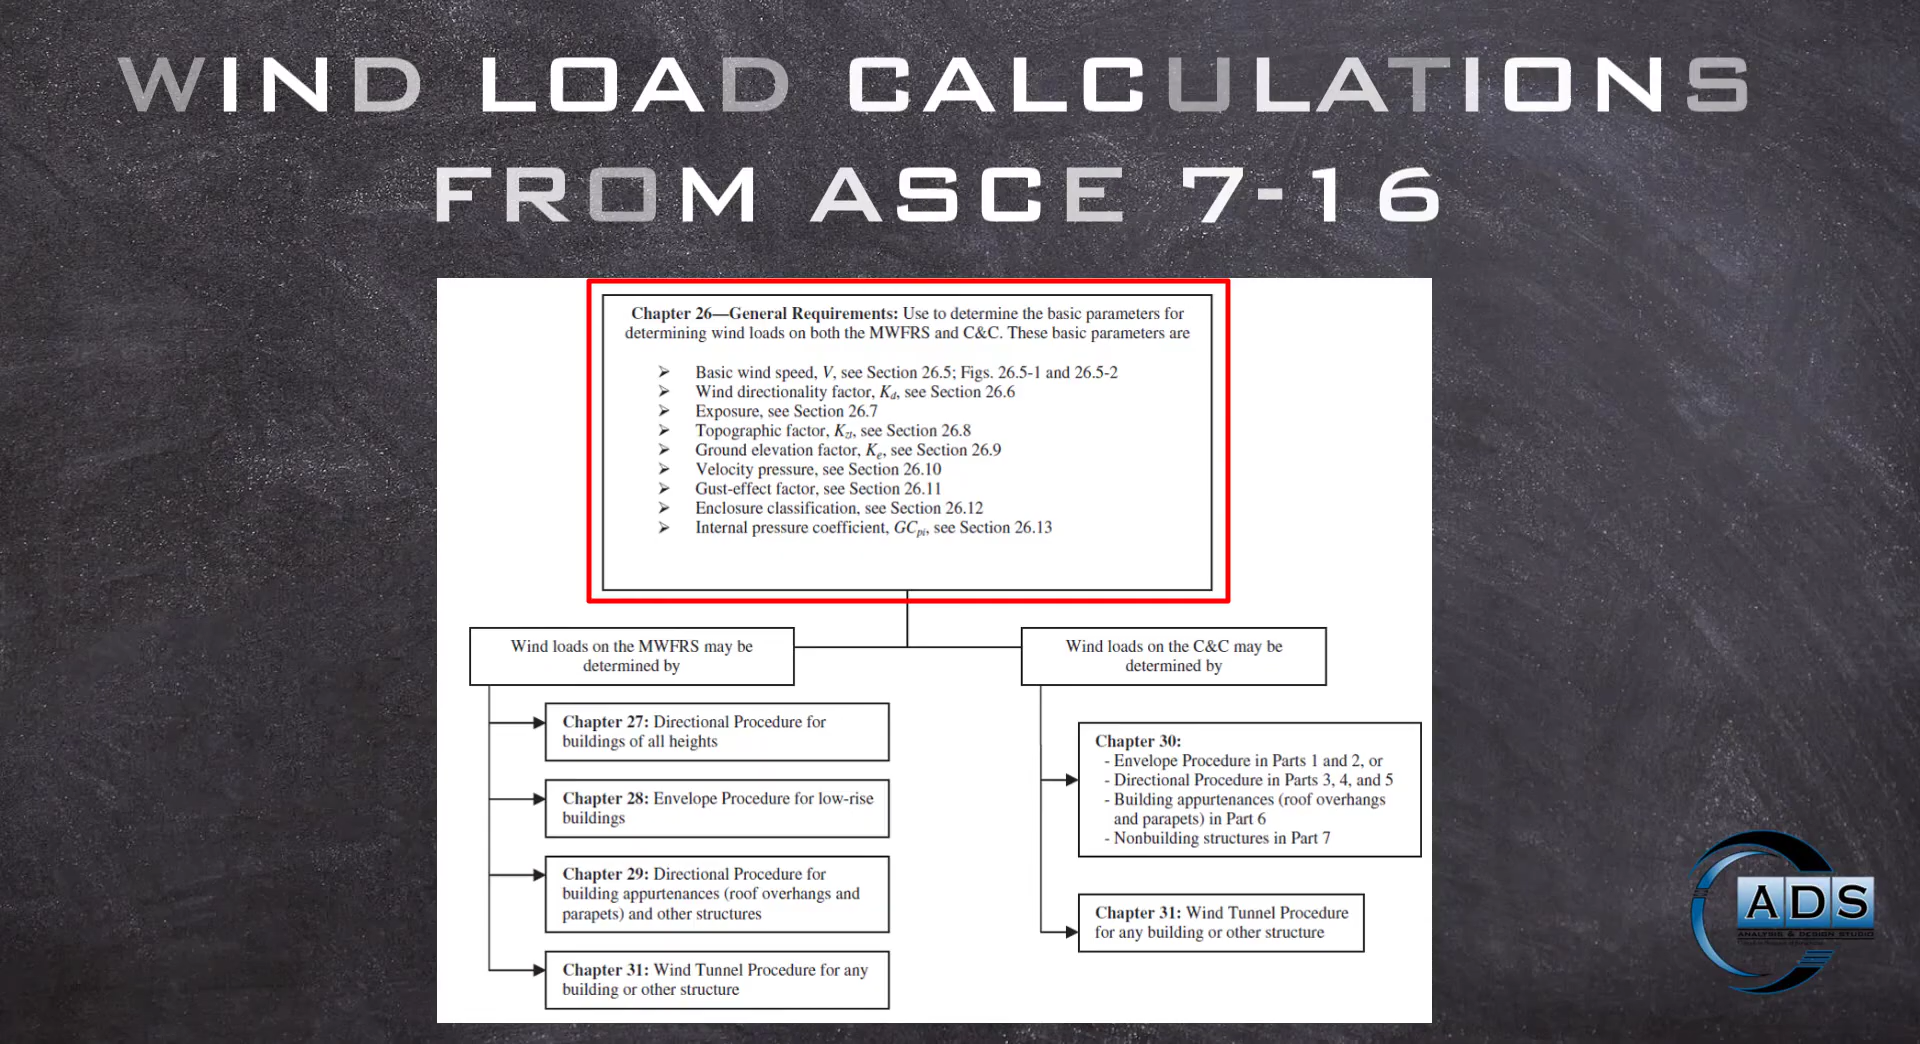 WIND LOAD CALCULATIONS
FROM ASCE 7-16
Chapter 26—General Requirements: Use to determine the basic parameters for
determining wind loads on both the MWFRS and C&C. These basic parameters are
➢ Basic wind speed, V, see Section 26.5; Figs. 26.5-1 and 26.5-2
➢ Wind directionality factor, Kd, see Section 26.6
➢ Exposure, see Section 26.7
➢ Topographic factor, Kzt, see Section 26.8
➢ Ground elevation factor, Ke, see Section 26.9
➢ Velocity pressure, see Section 26.10
➢ Gust-effect factor, see Section 26.11
➢ Enclosure classification, see Section 26.12
➢ Internal pressure coefficient, GCpi, see Section 26.13
Wind loads on the MWFRS may be
determined by
Chapter 27: Directional Procedure for
buildings of all heights
Chapter 28: Envelope Procedure for low-rise
buildings
Chapter 29: Directional Procedure for
building appurtenances (roof overhangs and
parapets) and other structures
Chapter 31: Wind Tunnel Procedure for any
building or other structure
Wind loads on the C&C may be
determined by
Chapter 30:
- Envelope Procedure in Parts 1 and 2, or
- Directional Procedure in Parts 3, 4, and 5
- Building appurtenances (roof overhangs
and parapets) in Part 6
- Nonbuilding structures in Part 7
Chapter 31: Wind Tunnel Procedure
for any building or other structure
ADS
ANALYSIS & DESIGN STUDIO